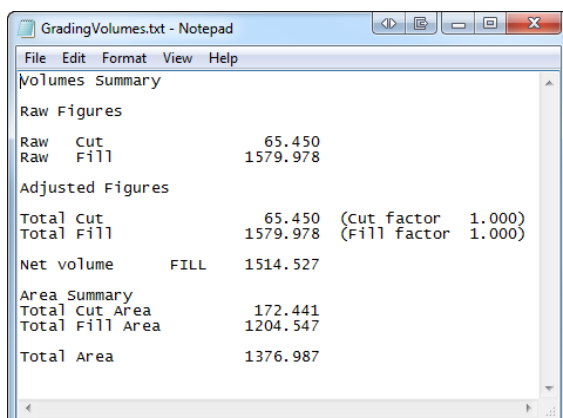 GradingVolumes.txt - Notepad
File Edit Format View Help
Volumes Summary
Raw Figures
Raw Cut 65.450
Raw Fill 1579.978
Adjusted Figures
Total Cut 65.450 (Cut factor 1.000)
Total Fill 1579.978 (Fill factor 1.000)
Net volume FILL 1514.527
Area Summary
Total Cut Area 172.441
Total Fill Area 1204.547
Total Area 1376.987